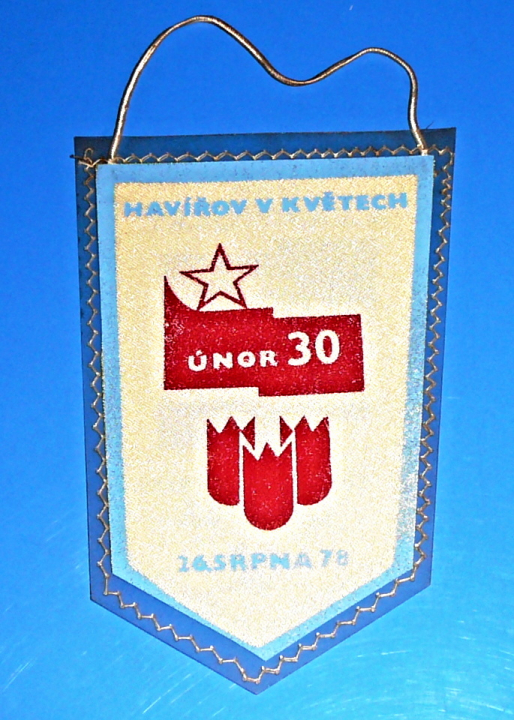 HAVÍŘOV V KVĚTECH
ÚNOR 30
26.SRPNA 78